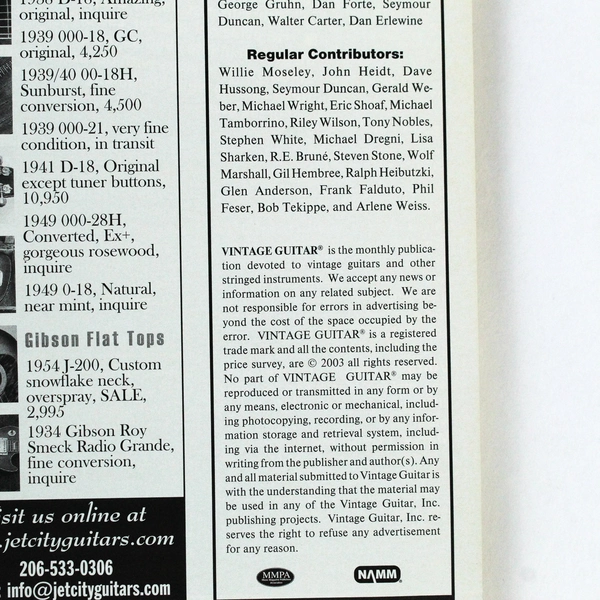 1938 D-18, Amazing,
original, inquire
1939 000-18, GC,
original, 4,250
1939/40 00-18H,
Sunburst, fine
conversion, 4,500
1939 000-21, very fine
condition, in transit
1941 D-18, Original
except tuner buttons,
10,950
1949 000-28H,
Converted, Ex+,
gorgeous rosewood,
inquire
1949 0-18, Natural,
near mint, inquire
Gibson Flat Tops
1954 J-200, Custom
snowflake neck,
overspray, SALE,
2,995
1934 Gibson Roy
Smeck Radio Grande,
fine conversion,
inquire
sit us online at
.jetcityguitars.com
206-533-0306
: info@jetcityguitars.com
George Gruhn, Dan Forte, Seymour
Duncan, Walter Carter, Dan Erlewine
Regular Contributors:
Willie Moseley, John Heidt, Dave
Hussong, Seymour Duncan, Gerald We-
ber, Michael Wright, Eric Shoaf, Michael
Tamborrino, Riley Wilson, Tony Nobles,
Stephen White, Michael Dregni, Lisa
Sharken, R.E. Bruné, Steven Stone, Wolf
Marshall, Gil Hembree, Ralph Heibutzki,
Glen Anderson, Frank Falduto, Phil
Feser, Bob Tekippe, and Arlene Weiss.
VINTAGE GUITAR® is the monthly publica-
tion devoted to vintage guitars and other
stringed instruments. We accept any news or
information on any related subject. We are
not responsible for errors in advertising be-
yond the cost of the space occupied by the
error. VINTAGE GUITAR® is a registered
trade mark and all the contents, including the
price survey, are © 2003 all rights reserved.
No part of VINTAGE GUITAR® may be
reproduced or transmitted in any form or by
any means, electronic or mechanical, includ-
ing photocopying, recording, or by any infor-
mation storage and retrieval system, includ-
ing via the internet, without permission in
writing from the publisher and author(s). Any
and all material submitted to Vintage Guitar is
with the understanding that the material may
be used in any of the Vintage Guitar, Inc.
publishing projects. Vintage Guitar, Inc. re-
serves the right to refuse any advertisement
for any reason.
MMPA
NAMM